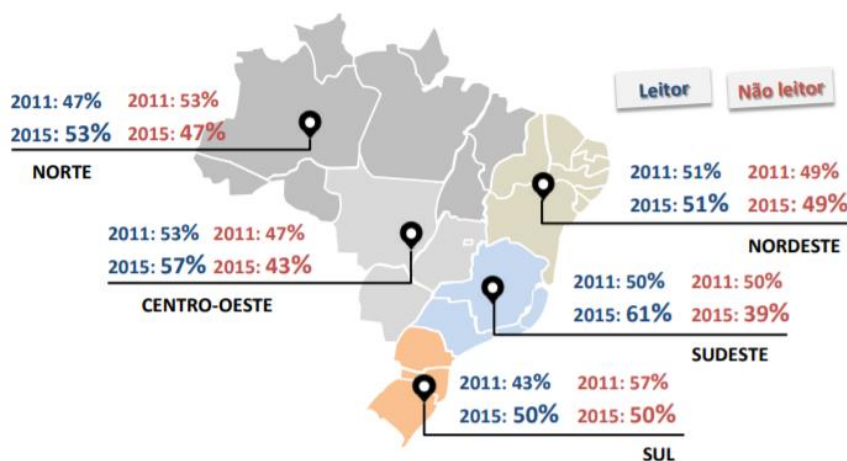 Leitor Não leitor
2011: 47% 2011: 53%
2015: 53% 2015: 47%
NORTE
2011: 51% 2011: 49%
2015: 51% 2015: 49%
NORDESTE
2011: 53% 2011: 47%
2015: 57% 2015: 43%
CENTRO-OESTE
2011: 50% 2011: 50%
2015: 61% 2015: 39%
SUDESTE
2011: 43% 2011: 57%
2015: 50% 2015: 50%
SUL